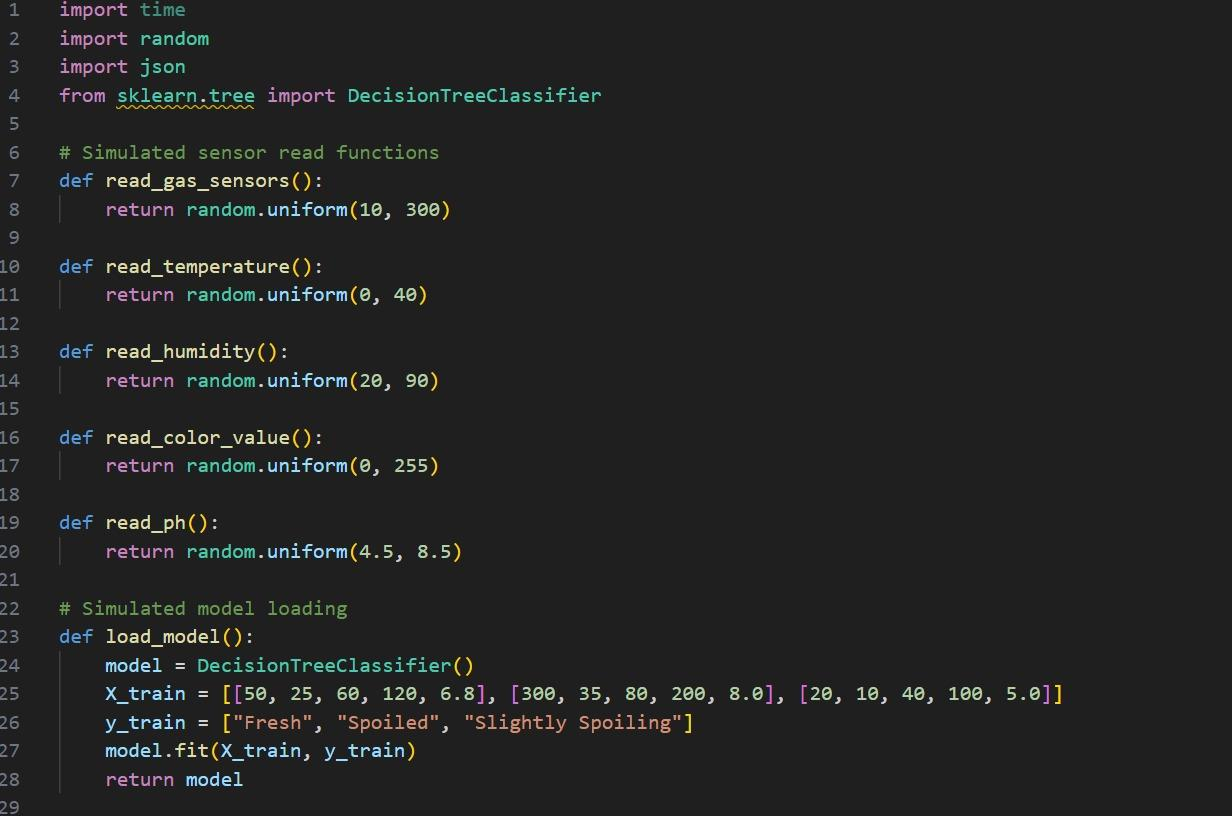 1 import time
2 import random
3 import json
4 from sklearn.tree import DecisionTreeClassifier
5
6 # Simulated sensor read functions
7 def read_gas_sensors():
8     return random.uniform(10, 300)
9
10 def read_temperature():
11     return random.uniform(0, 40)
12
13 def read_humidity():
14     return random.uniform(20, 90)
15
16 def read_color_value():
17     return random.uniform(0, 255)
18
19 def read_ph():
20     return random.uniform(4.5, 8.5)
21
22 # Simulated model loading
23 def load_model():
24     model = DecisionTreeClassifier()
25     X_train = [[50, 25, 60, 120, 6.8], [300, 35, 80, 200, 8.0], [20, 10, 40, 100, 5.0]]
26     y_train = ["Fresh", "Spoiled", "Slightly Spoiling"]
27     model.fit(X_train, y_train)
28     return model
29